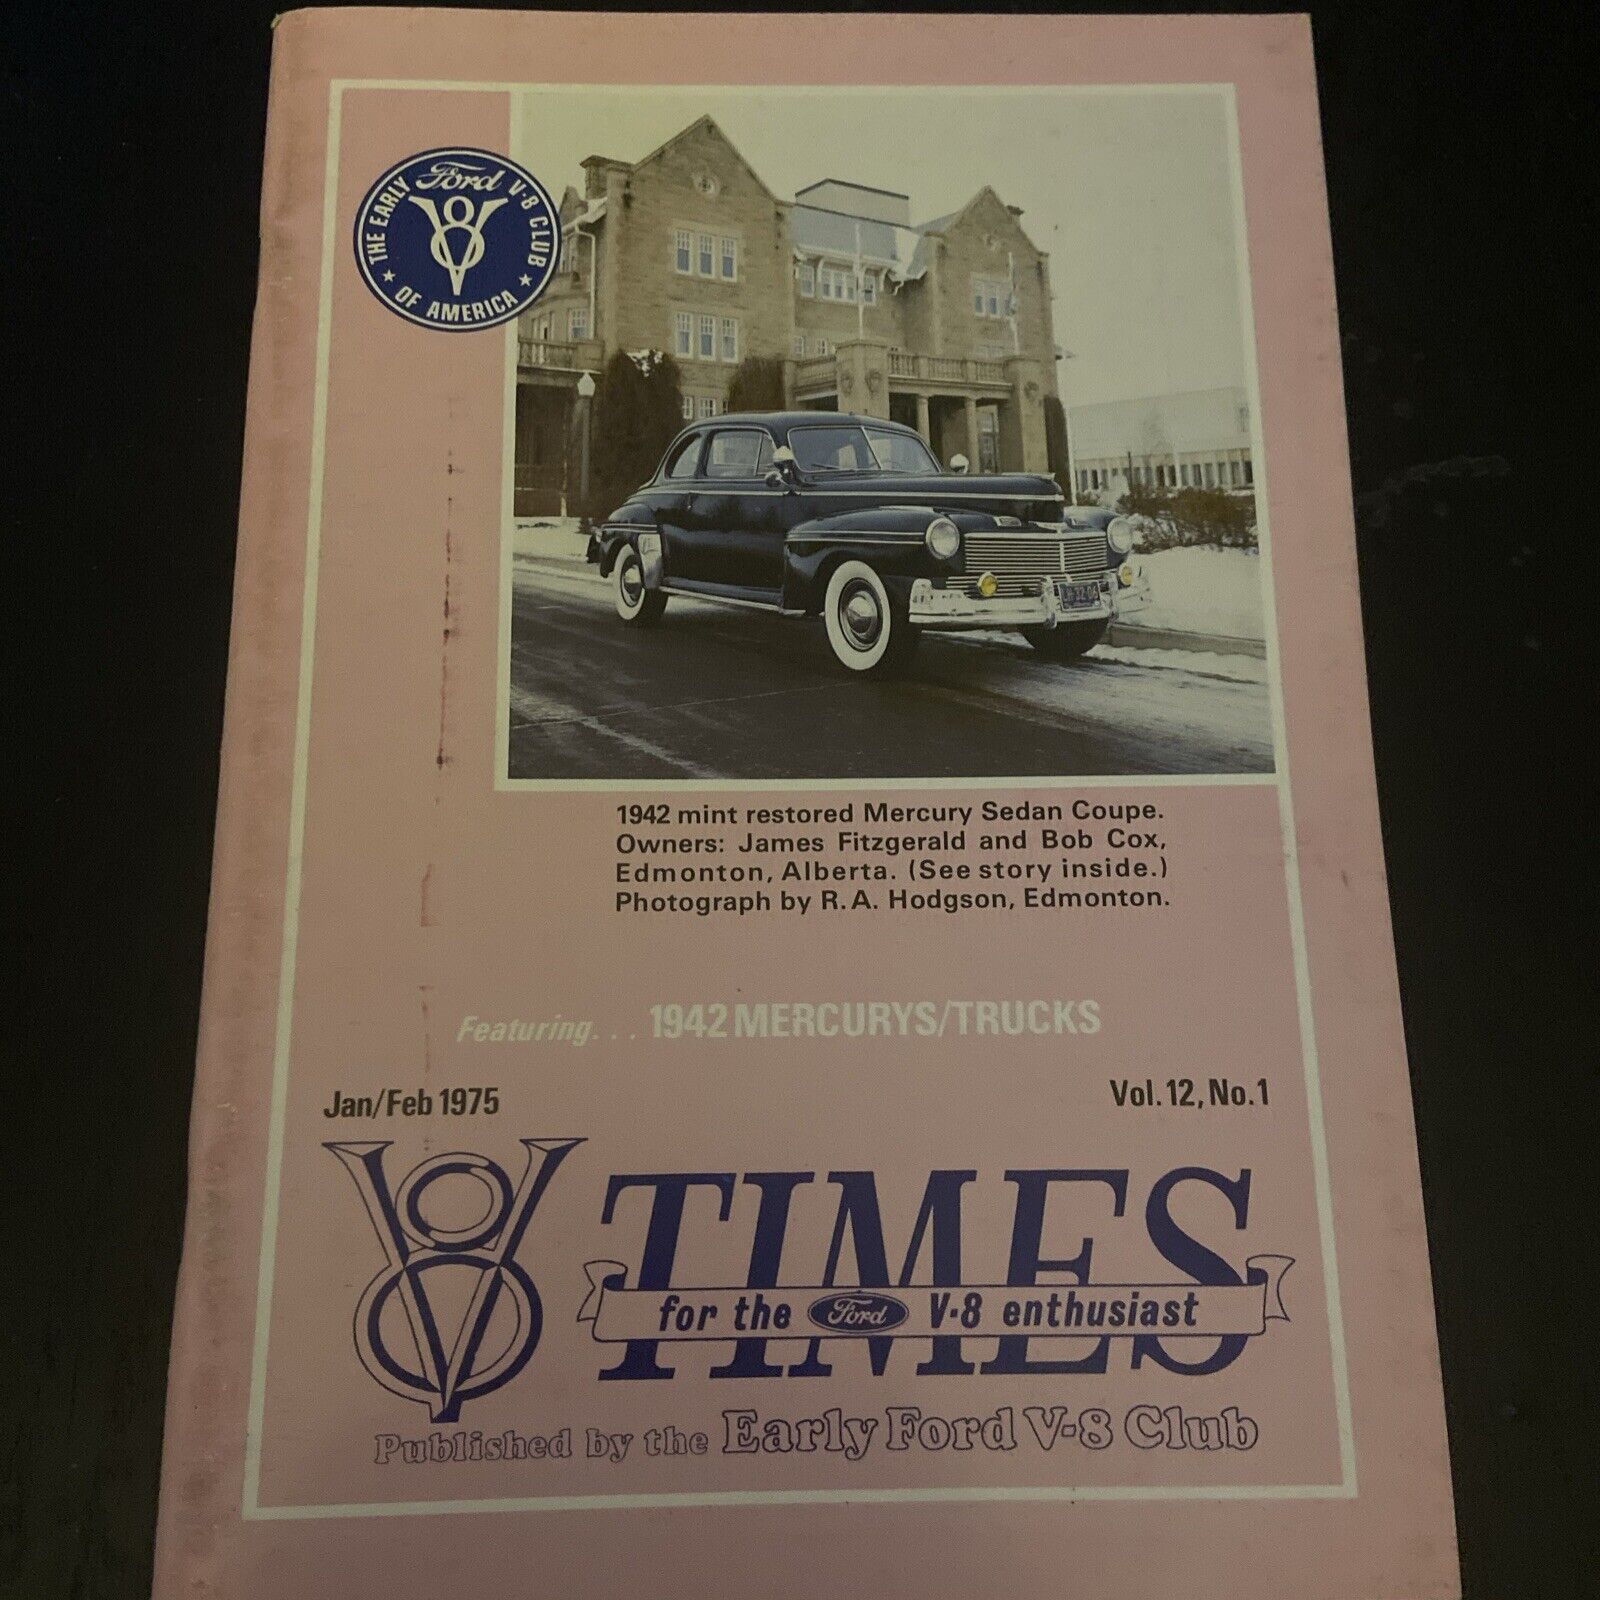 THE EARLY Ford V-8 CLUB
V8
★ OF AMERICA ★
1942 mint restored Mercury Sedan Coupe.
Owners: James Fitzgerald and Bob Cox,
Edmonton, Alberta. (See story inside.)
Photograph by R.A. Hodgson, Edmonton.
Featuring... 1942 MERCURYS/TRUCKS
Jan/Feb 1975
Vol. 12, No. 1
V8 TIMES
for the Ford V-8 enthusiast
Published by the Early Ford V-8 Club